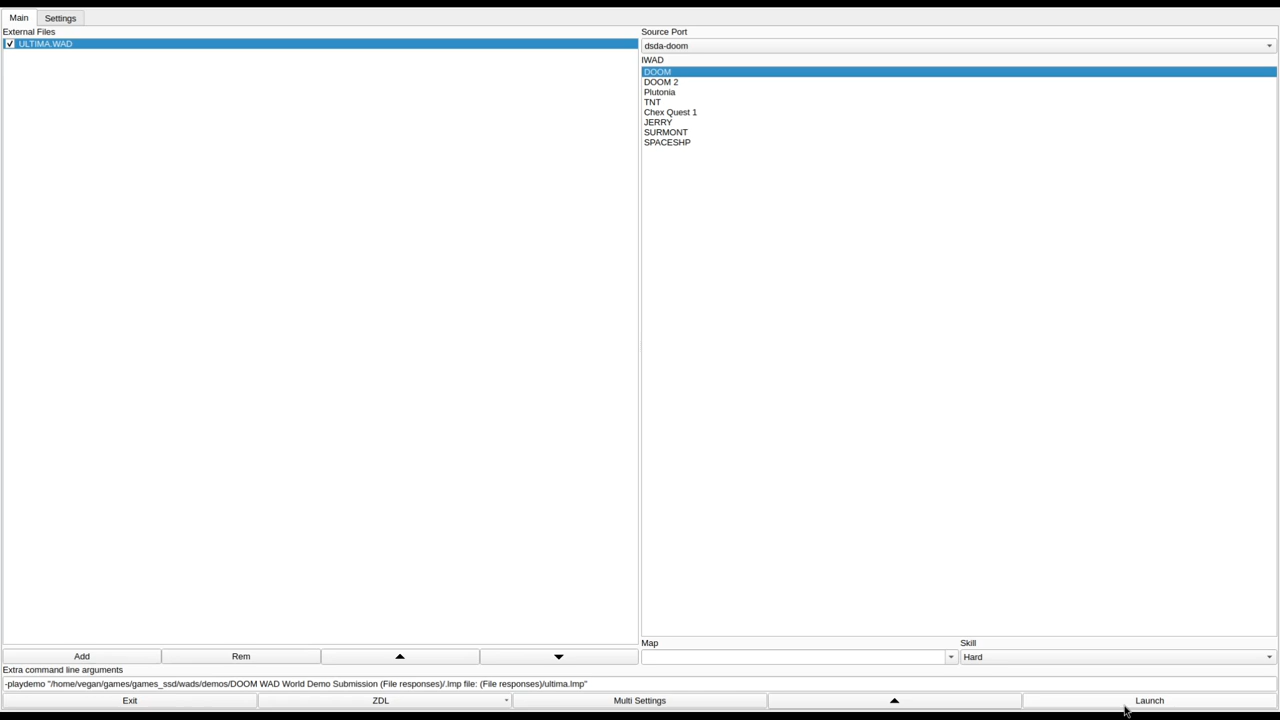 Main Settings
External Files
ULTIMA.WAD
Source Port
dsda-doom
IWAD
DOOM
DOOM 2
Plutonia
TNT
Chex Quest 1
JERRY
SURMONT
SPACESHP
Map Skill
Hard
Add Rem
Extra command line arguments
-playdemo "/home/vegan/games/games_ssd/wads/demos/DOOM WAD World Demo Submission (File responses)/.lmp file: (File responses)/ultima.lmp"
Exit ZDL Multi Settings Launch